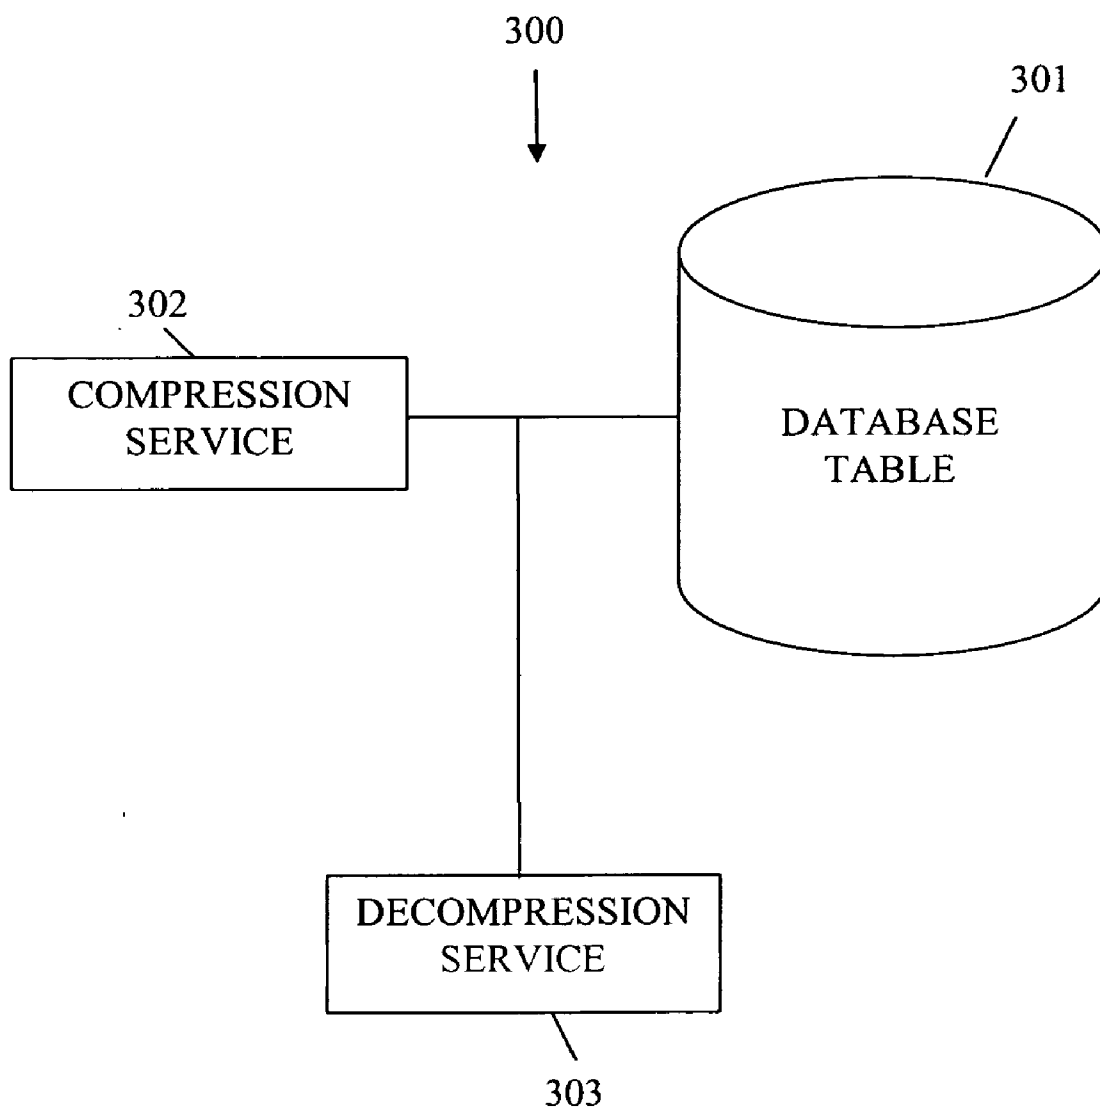 300
301
302
COMPRESSION
SERVICE
DATABASE
TABLE
DECOMPRESSION
SERVICE
303